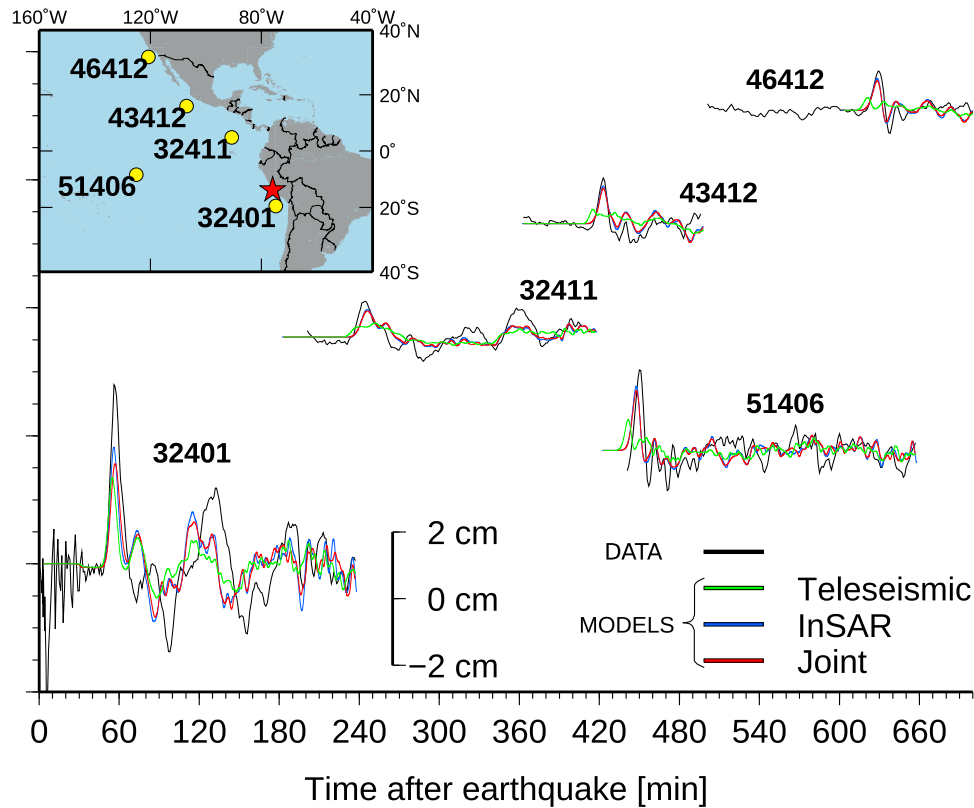 160˚W 120˚W 80˚W 40˚W
40˚N
20˚N
0˚
20˚S
40˚S
46412
43412
32411
51406
32401
46412
43412
32411
51406
32401
2 cm
0 cm
−2 cm
DATA
MODELS
Teleseismic
InSAR
Joint
0 60 120 180 240 300 360 420 480 540 600 660
Time after earthquake [min]